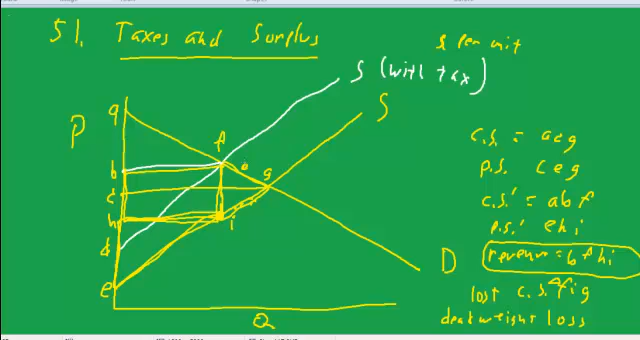 51. Taxes and Surplus
$ per unit
S (with tax)
S
P
a
b
c
h
d
e
f
g
i
D
Q
c.s. = acg
p.s. ceg
c.s.' = abf
p.s.' ehi
revenue = bfhi
lost c.s. fig
deadweight loss